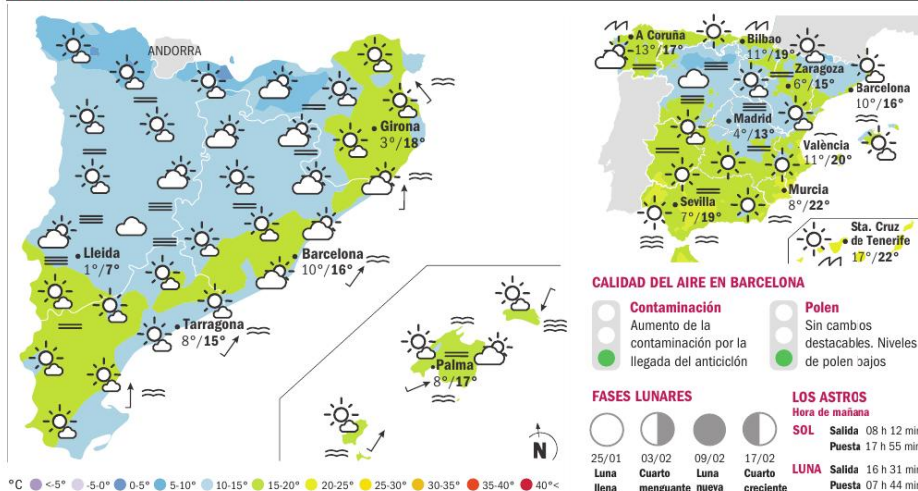 ANDORRA
Girona
3°/18°
Lleida
1°/7°
Barcelona
10°/16°
Tarragona
8°/15°
Palma
8°/17°
N
°C <-5° -5-0° 0-5° 5-10° 10-15° 15-20° 20-25° 25-30° 30-35° 35-40° 40°<
A Coruña
13°/17°
Bilbao
11°/19°
Zaragoza
6°/15°
Barcelona
10°/16°
Madrid
4°/13°
València
11°/20°
Murcia
8°/22°
Sevilla
7°/19°
Sta. Cruz
de Tenerife
17°/22°
CALIDAD DEL AIRE EN BARCELONA
Contaminación
Aumento de la
contaminación por la
llegada del anticiclón
Polen
Sin cambios
destacables. Niveles
de polen bajos
FASES LUNARES
25/01
Luna
llena
03/02
Cuarto
menguante
09/02
Luna
nueva
17/02
Cuarto
creciente
LOS ASTROS
Hora de mañana
SOL Salida 08 h 12 min
Puesta 17 h 55 min
LUNA Salida 16 h 31 min
Puesta 07 h 44 min